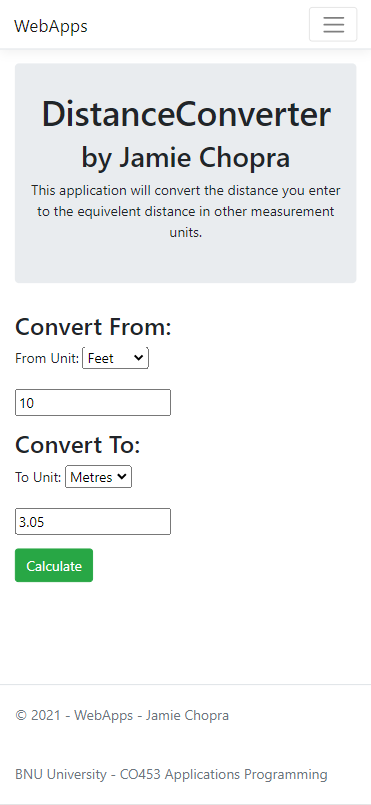 WebApps
DistanceConverter
by Jamie Chopra
This application will convert the distance you enter
to the equivelent distance in other measurement
units.
Convert From:
From Unit: Feet
10
Convert To:
To Unit: Metres
3.05
Calculate
© 2021 - WebApps - Jamie Chopra
BNU University - CO453 Applications Programming